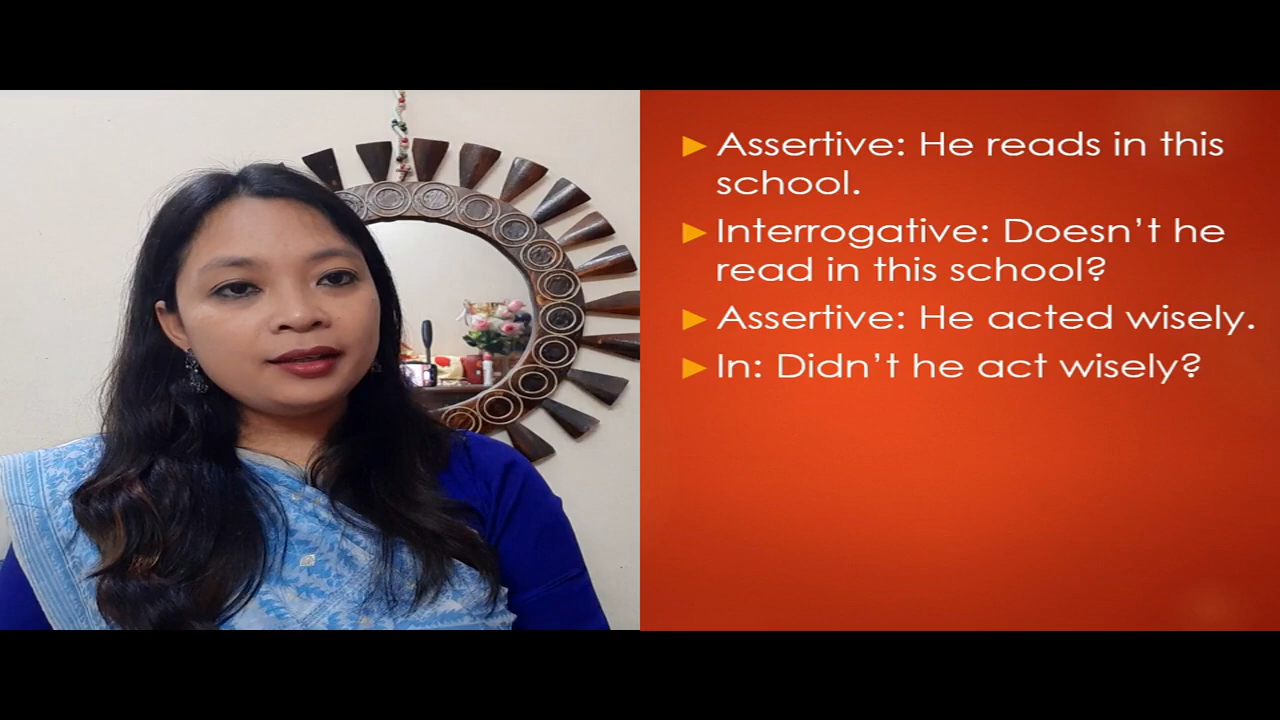 Assertive: He reads in this
school.
Interrogative: Doesn't he
read in this school?
Assertive: He acted wisely.
In: Didn't he act wisely?